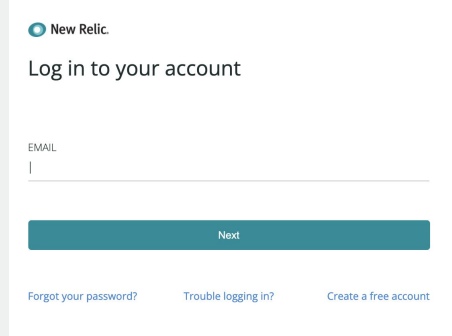 New Relic.
Log in to your account
EMAIL
Next
Forgot your password? Trouble logging in? Create a free account